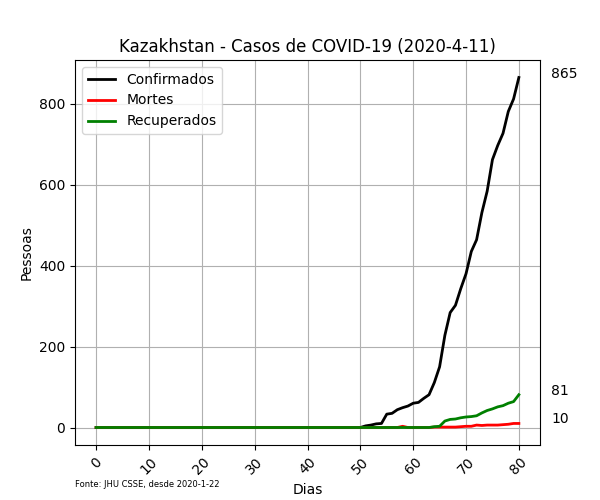 Kazakhstan - Casos de COVID-19 (2020-4-11)
Confirmados
Mortes
Recuperados
865
81
10
Pessoas
800
600
400
200
0
0 10 20 30 40 50 60 70 80
Dias
Fonte: JHU CSSE, desde 2020-1-22